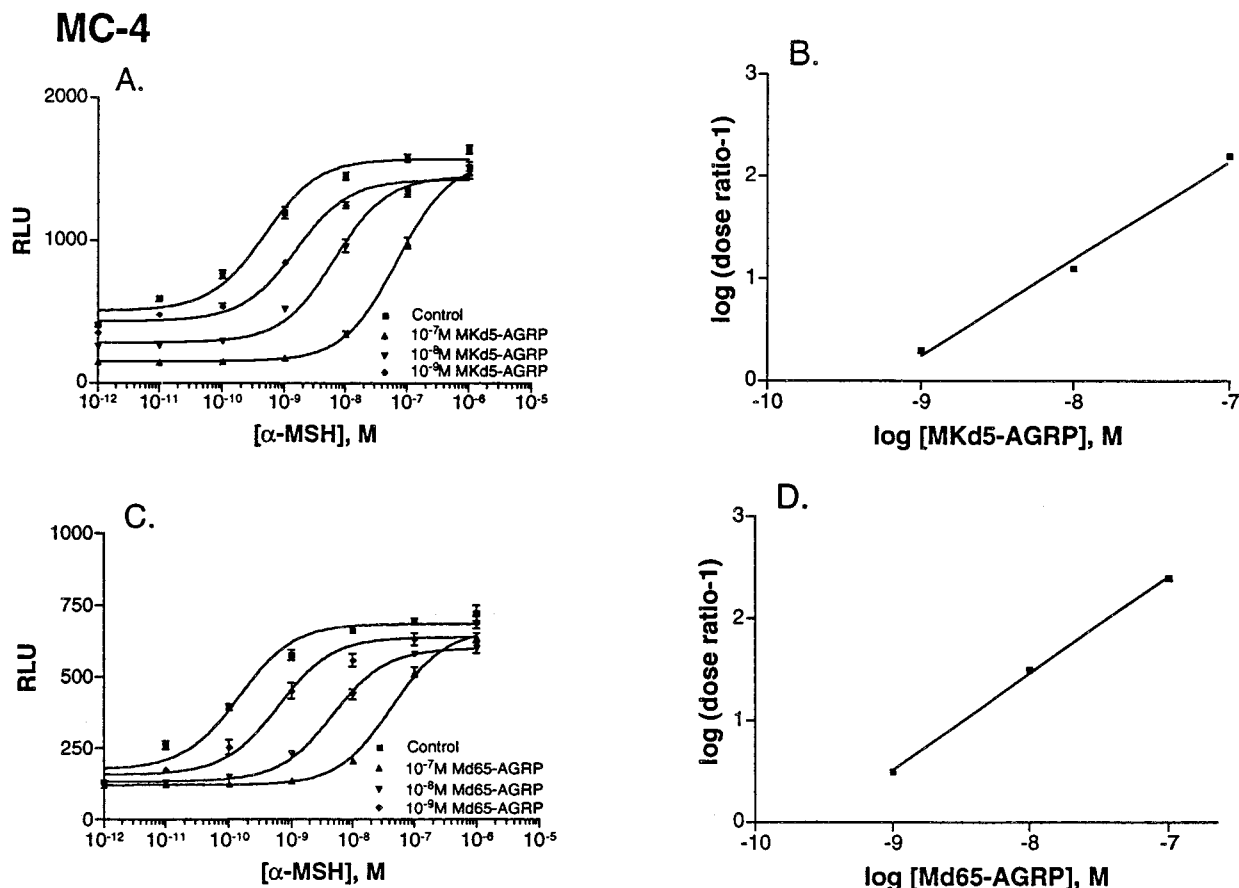 MC-4
A.
2000
1000
0
RLU
10-12
10-11
10-10
10-9
10-8
10-7
10-6
10-5
[α-MSH], M
Control
10-7M MKd5-AGRP
10-8M MKd5-AGRP
10-9M MKd5-AGRP
B.
3
2
1
0
log (dose ratio-1)
-10
-9
-8
-7
log [MKd5-AGRP], M
C.
1000
750
500
250
0
RLU
10-12
10-11
10-10
10-9
10-8
10-7
10-6
10-5
[α-MSH], M
Control
10-7M Md65-AGRP
10-8M Md65-AGRP
10-9M Md65-AGRP
D.
3
2
1
0
log (dose ratio-1)
-10
-9
-8
-7
log [Md65-AGRP], M